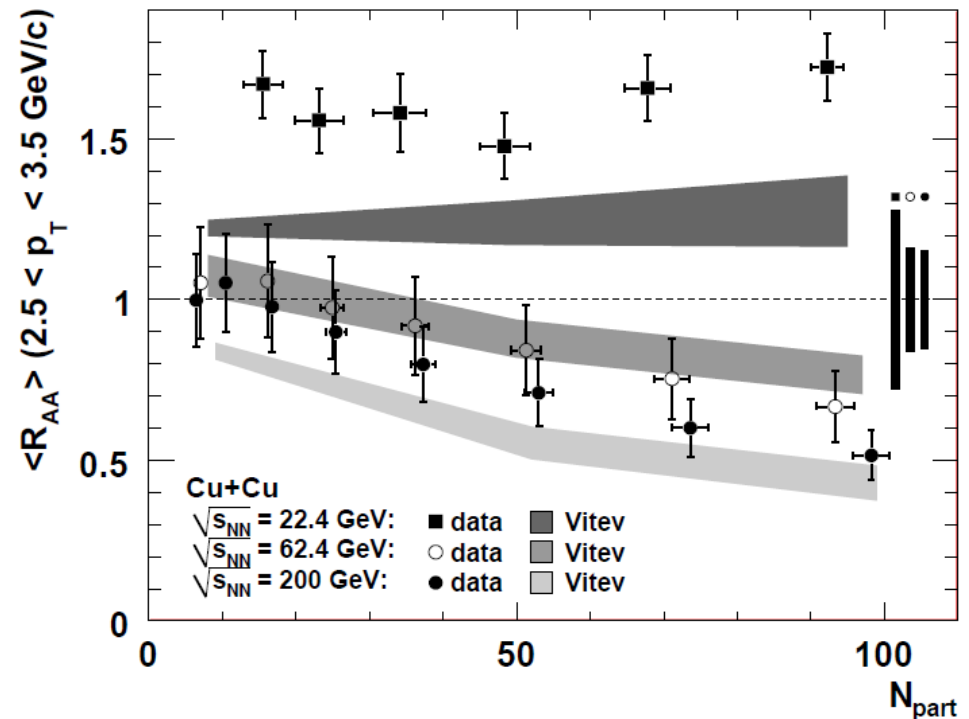 <R_AA> (2.5 < p_T < 3.5 GeV/c)
1.5
1
0.5
0
Cu+Cu
√s_NN = 22.4 GeV: data Vitev
√s_NN = 62.4 GeV: data Vitev
√s_NN = 200 GeV: data Vitev
0 50 100
N_part